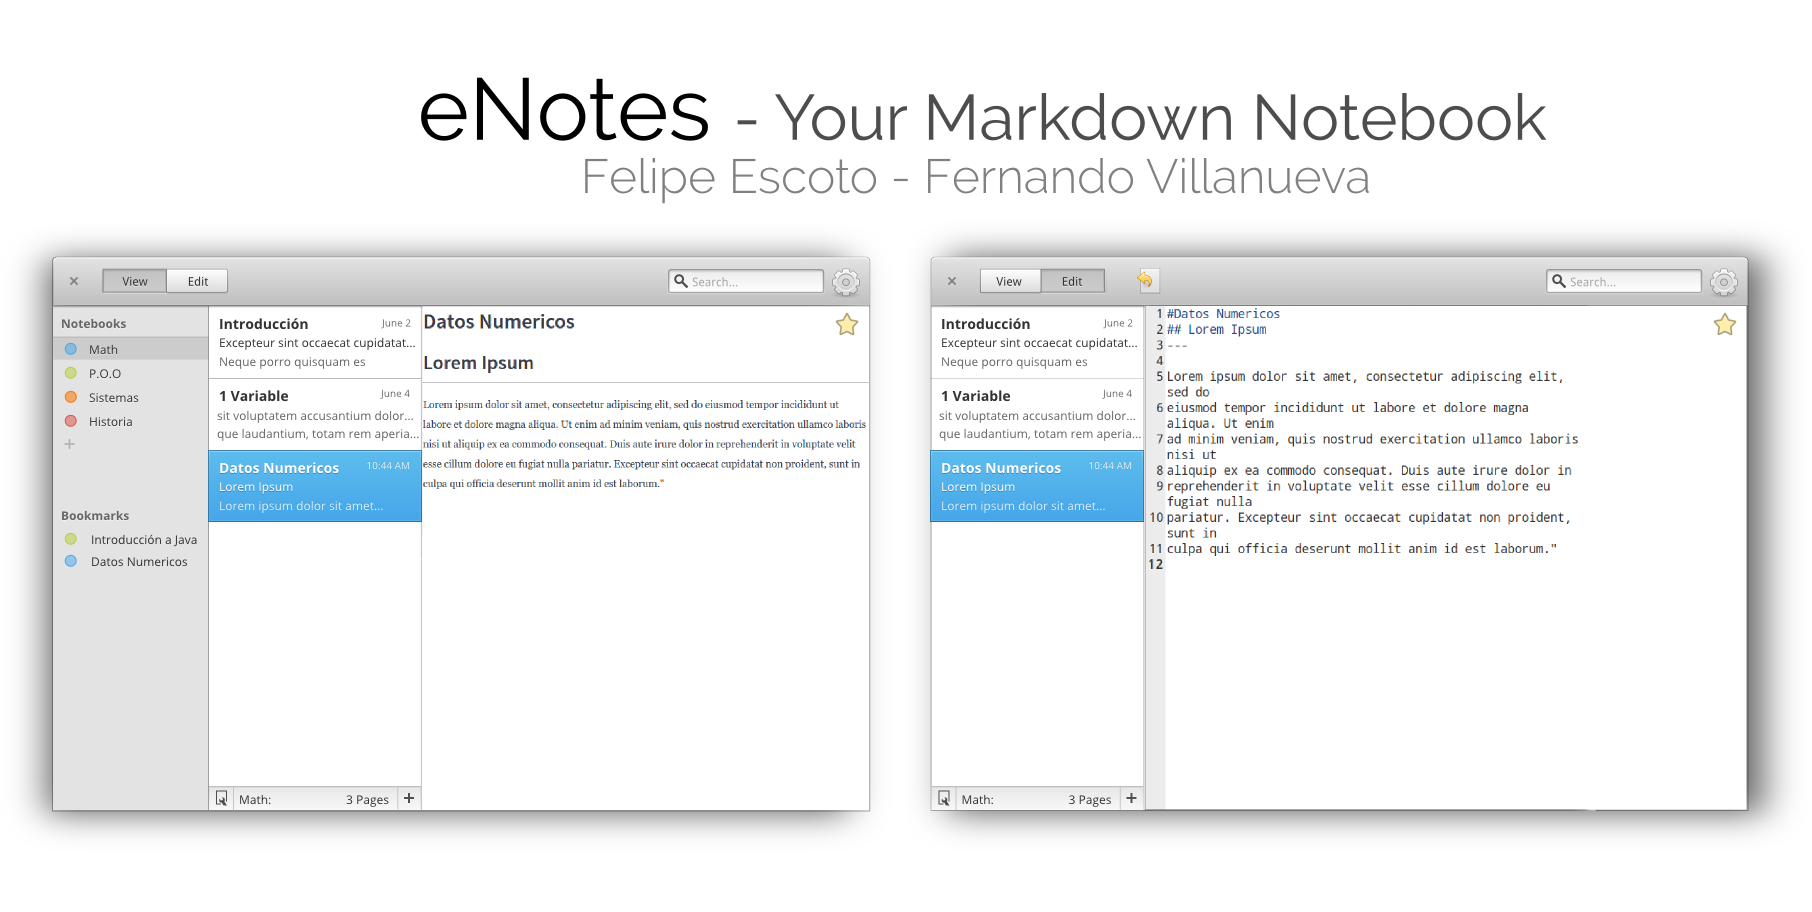 eNotes - Your Markdown Notebook
Felipe Escoto - Fernando Villanueva
View
Edit
Search...
Notebooks
Math
P.O.O
Sistemas
Historia
+
Bookmarks
Introducción a Java
Datos Numericos
Introducción June 2
Excepteur sint occaecat cupidatat...
Neque porro quisquam es
1 Variable June 4
sit voluptatem accusantium dolor...
que laudantium, totam rem aperia...
Datos Numericos 10:44 AM
Lorem Ipsum
Lorem ipsum dolor sit amet...
Math: 3 Pages +
Datos Numericos
Lorem Ipsum
Lorem ipsum dolor sit amet, consectetur adipiscing elit, sed do eiusmod tempor incididunt ut
labore et dolore magna aliqua. Ut enim ad minim veniam, quis nostrud exercitation ullamco laboris
nisi ut aliquip ex ea commodo consequat. Duis aute irure dolor in reprehenderit in voluptate velit
esse cillum dolore eu fugiat nulla pariatur. Excepteur sint occaecat cupidatat non proident, sunt in
culpa qui officia deserunt mollit anim id est laborum."
View
Edit
Search...
Introducción June 2
Excepteur sint occaecat cupidatat...
Neque porro quisquam es
1 Variable June 4
sit voluptatem accusantium dolor...
que laudantium, totam rem aperia...
Datos Numericos 10:44 AM
Lorem Ipsum
Lorem ipsum dolor sit amet...
Math: 3 Pages +
1 #Datos Numericos
2 ## Lorem Ipsum
3 ---
4
5 Lorem ipsum dolor sit amet, consectetur adipiscing elit,
sed do
6 eiusmod tempor incididunt ut labore et dolore magna
aliqua. Ut enim
7 ad minim veniam, quis nostrud exercitation ullamco laboris
nisi ut
8 aliquip ex ea commodo consequat. Duis aute irure dolor in
9 reprehenderit in voluptate velit esse cillum dolore eu
fugiat nulla
10 pariatur. Excepteur sint occaecat cupidatat non proident,
sunt in
11 culpa qui officia deserunt mollit anim id est laborum."
12